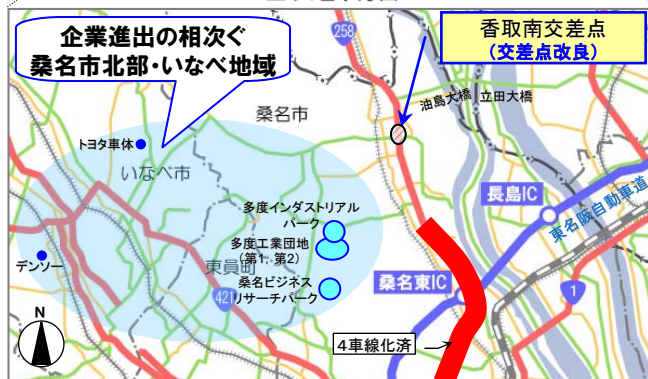 企業進出の相次ぐ
桑名市北部・いなべ地域
258
香取南交差点
(交差点改良)
油島大橋
立田大橋
桑名市
トヨタ車体
いなべ市
長島IC
東名阪自動車道
多度インダストリアル
パーク
多度工業団地
(第1、第2)
東員町
デンソー
桑名ビジネス
リサーチパーク
421
桑名東IC
1
N
4車線化済